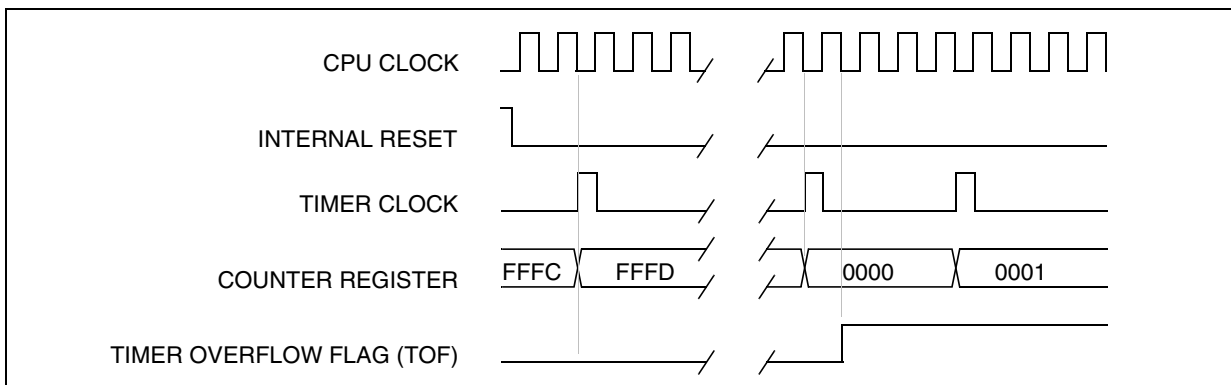 CPU CLOCK
INTERNAL RESET
TIMER CLOCK
COUNTER REGISTER
FFFC
FFFD
0000
0001
TIMER OVERFLOW FLAG (TOF)